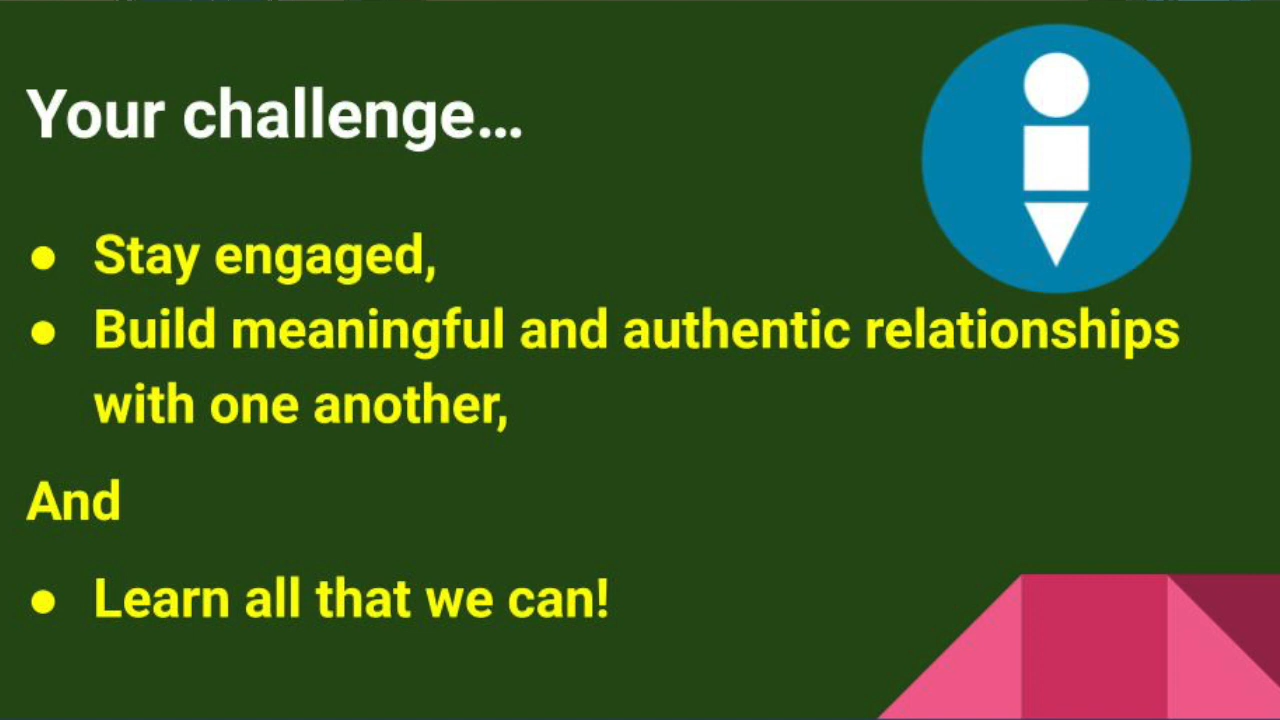 Your challenge…
● Stay engaged,
● Build meaningful and authentic relationships
with one another,
And
● Learn all that we can!